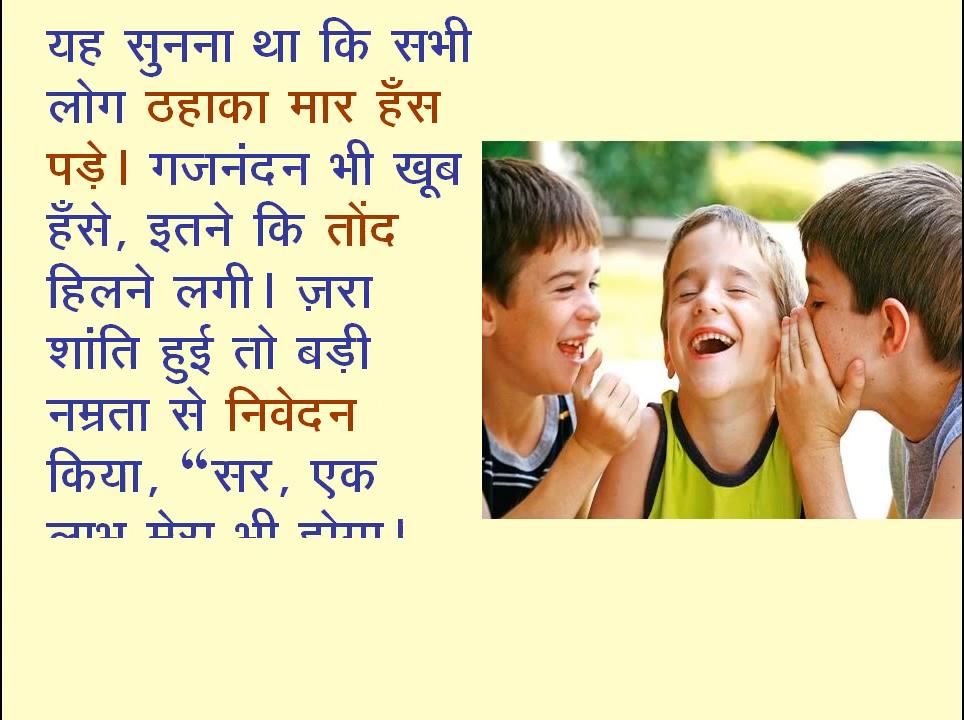 यह सुनना था कि सभी
लोग ठहाका मार हँस
पड़े। गजनंदन भी खूब
हँसे, इतने कि तोंद
हिलने लगी। ज़रा
शांति हुई तो बड़ी
नम्रता से निवेदन
किया, “सर, एक
लाभ मेरा भी होगा।